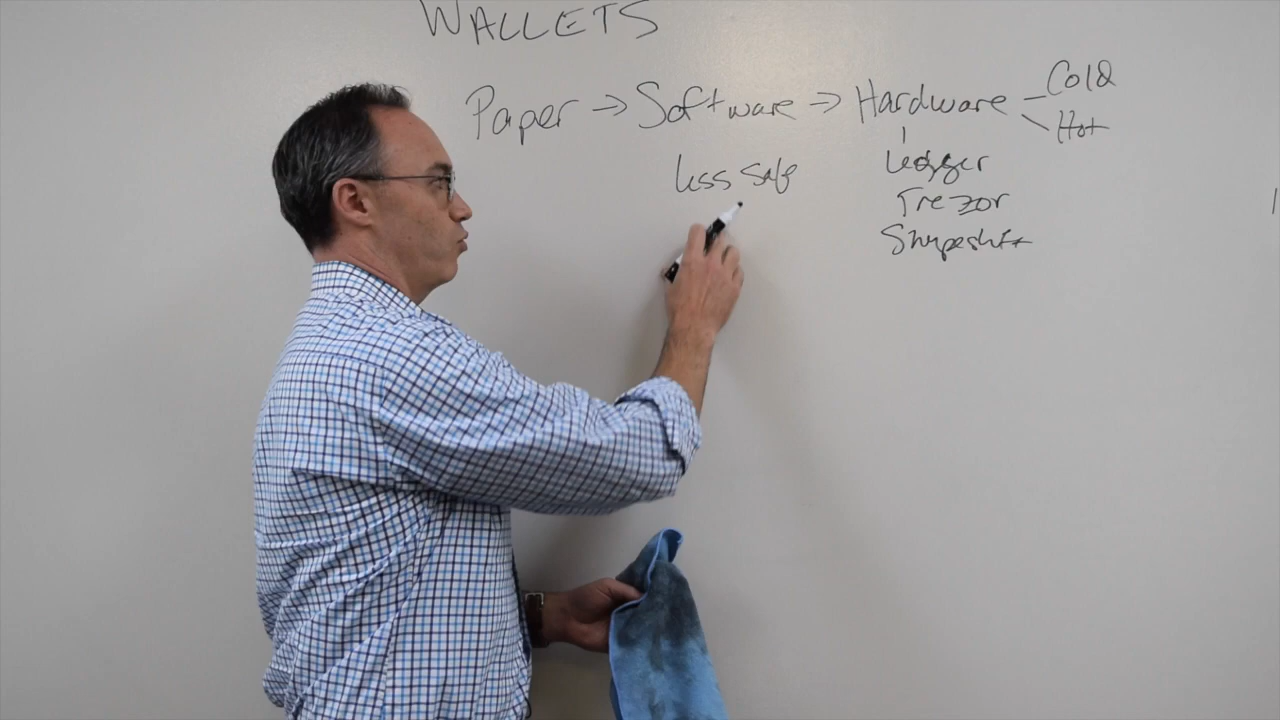 WALLETS
Paper → Software → Hardware
Cold
Hot
less safe
Ledger
Trezor
Shapeshift